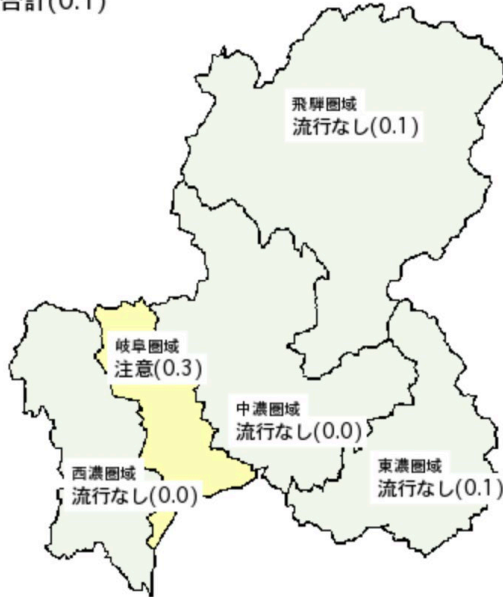 合計(0.1)
飛騨圏域
流行なし(0.1)
岐阜圏域
注意(0.3)
中濃圏域
流行なし(0.0)
西濃圏域
流行なし(0.0)
東濃圏域
流行なし(0.1)